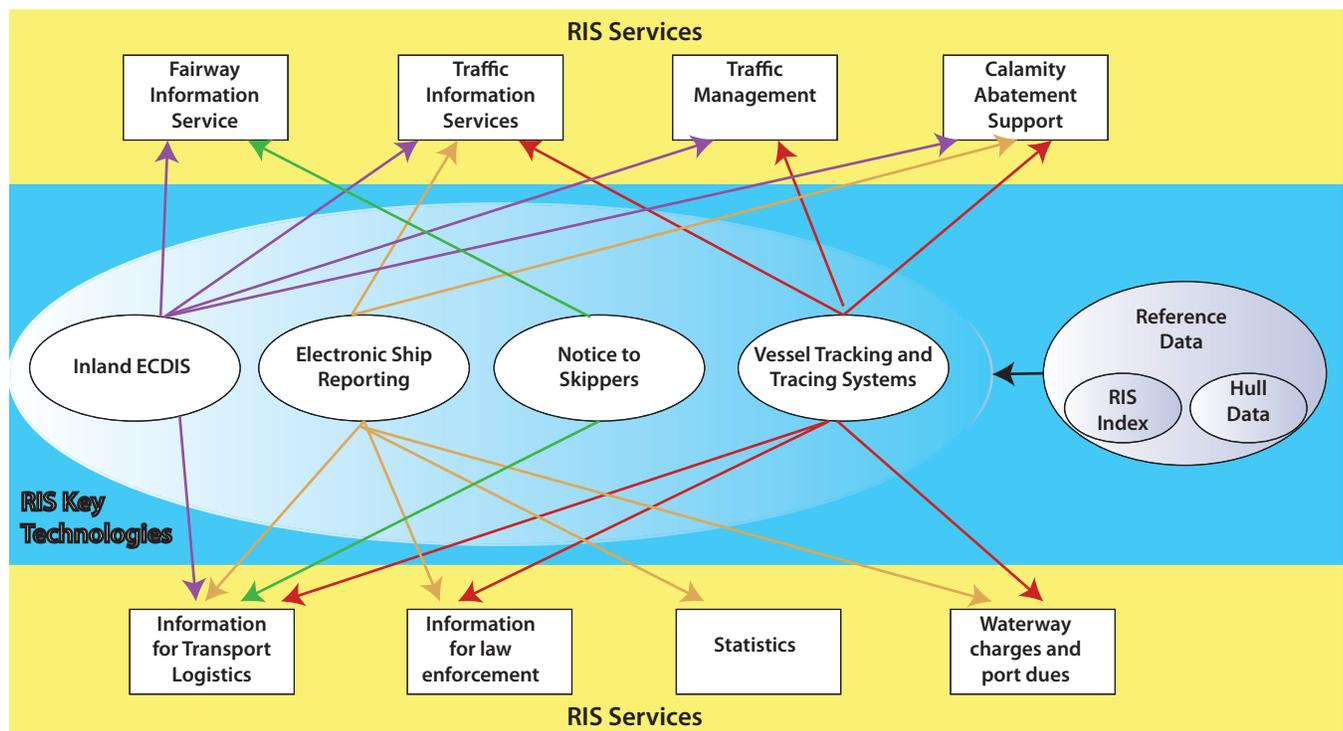 RIS Services
Fairway
Information
Service
Traffic
Information
Services
Traffic
Management
Calamity
Abatement
Support
Inland ECDIS
Electronic Ship
Reporting
Notice to
Skippers
Vessel Tracking and
Tracing Systems
Reference
Data
RIS
Index
Hull
Data
RIS Key
Technologies
Information
for Transport
Logistics
Information
for law
enforcement
Statistics
Waterway
charges and
port dues
RIS Services